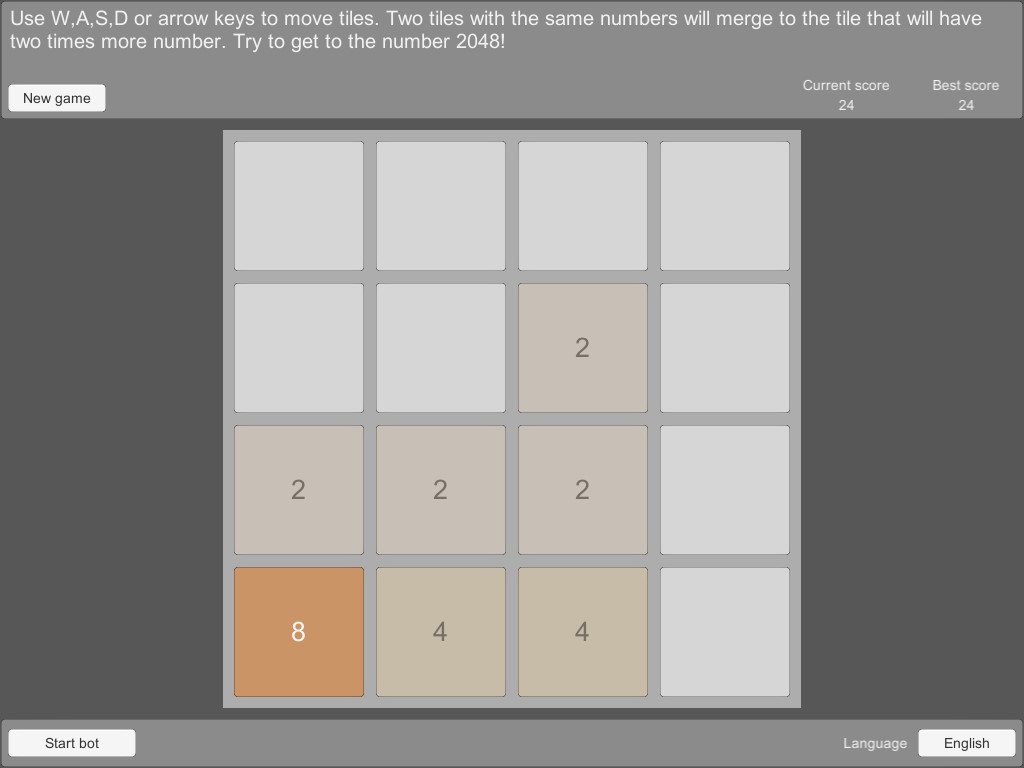 Use W,A,S,D or arrow keys to move tiles. Two tiles with the same numbers will merge to the tile that will have
two times more number. Try to get to the number 2048!
New game
Current score
24
Best score
24
2
2 2 2
8 4 4
Start bot
Language
English